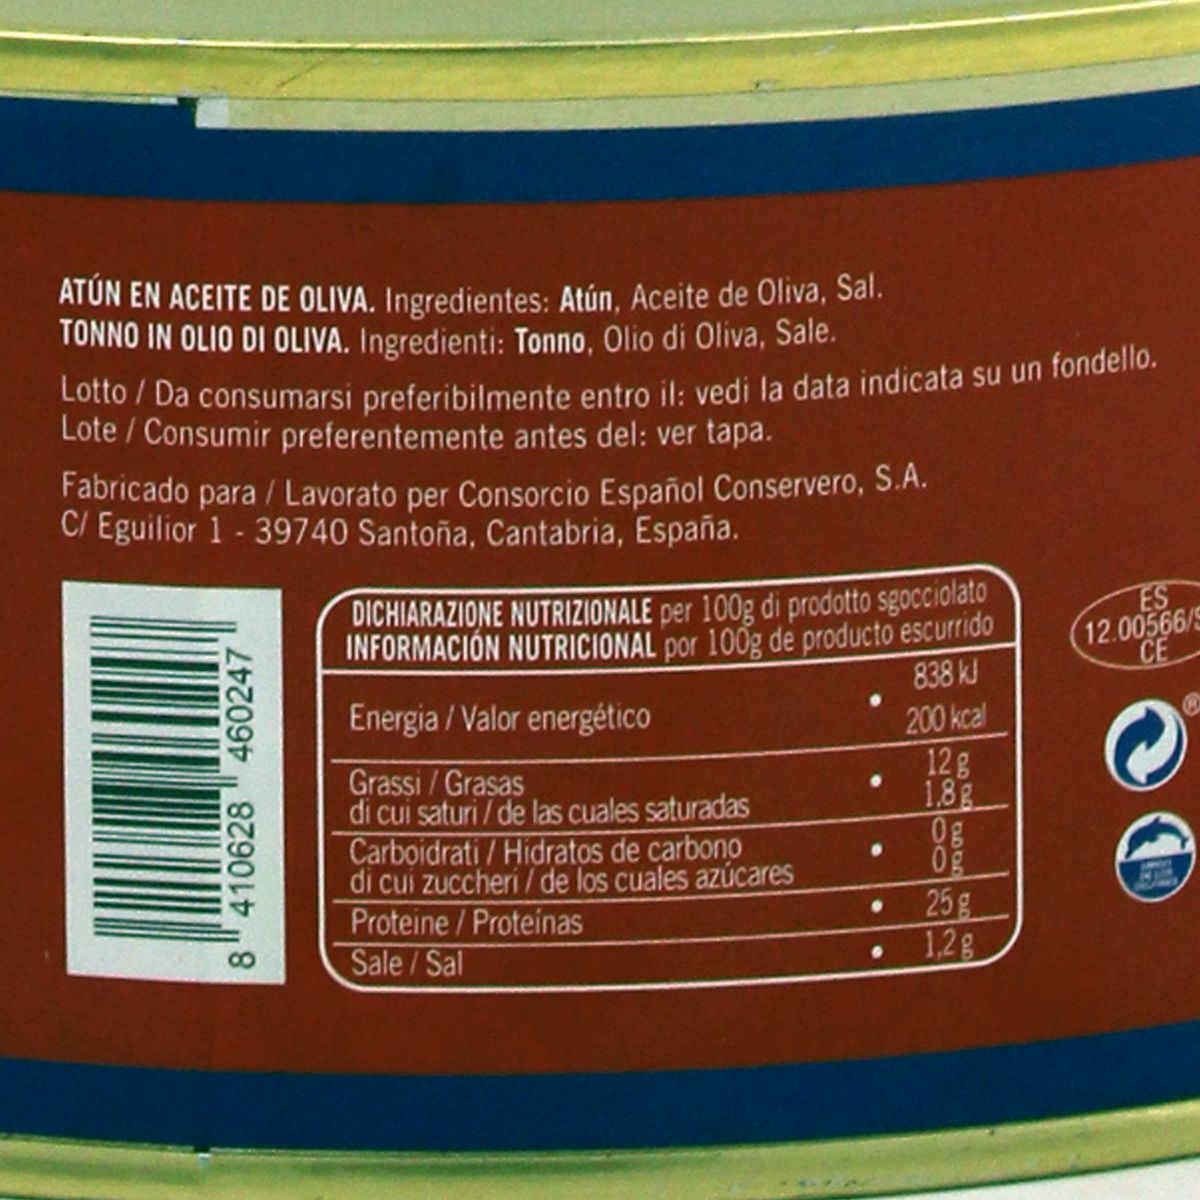 ATÚN EN ACEITE DE OLIVA. Ingredientes: Atún, Aceite de Oliva, Sal.
TONNO IN OLIO DI OLIVA. Ingredienti: Tonno, Olio di Oliva, Sale.
Lotto / Da consumarsi preferibilmente entro il: vedi la data indicata su un fondello.
Lote / Consumir preferentemente antes del: ver tapa.
Fabricado para / Lavorato per Consorcio Español Conservero, S.A.
C/ Eguilior 1 - 39740 Santoña, Cantabria, España.
8 410628 460247
DICHIARAZIONE NUTRIZIONALE per 100g di prodotto sgocciolato
INFORMACIÓN NUTRICIONAL por 100g de producto escurrido
Energia / Valor energético • 838 kJ
200 kcal
Grassi / Grasas • 12 g
di cui saturi / de las cuales saturadas 1,8 g
Carboidrati / Hidratos de carbono • 0 g
di cui zuccheri / de los cuales azúcares 0 g
Proteine / Proteínas • 25 g
Sale / Sal • 1,2 g
ES
12.00566/S
CE
®